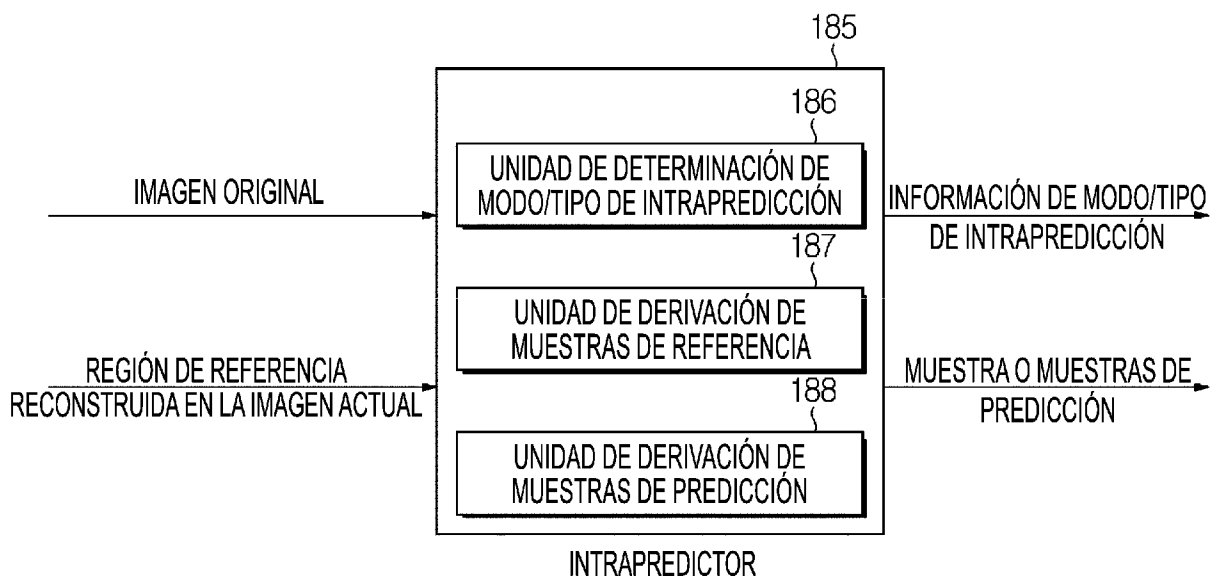 185
186
UNIDAD DE DETERMINACIÓN DE
MODO/TIPO DE INTRAPREDICCIÓN
IMAGEN ORIGINAL
INFORMACIÓN DE MODO/TIPO
DE INTRAPREDICCIÓN
187
UNIDAD DE DERIVACIÓN DE
MUESTRAS DE REFERENCIA
REGIÓN DE REFERENCIA
RECONSTRUIDA EN LA IMAGEN ACTUAL
MUESTRA O MUESTRAS DE
PREDICCIÓN
188
UNIDAD DE DERIVACIÓN DE
MUESTRAS DE PREDICCIÓN
INTRAPREDICTOR